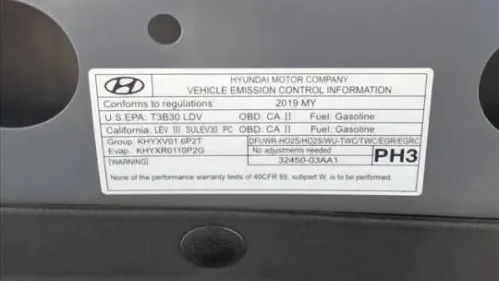 HYUNDAI MOTOR COMPANY
VEHICLE EMISSION CONTROL INFORMATION
Conforms to regulations: 2019 MY
U.S.EPA: T3B30 LDV OBD: CA II Fuel: Gasoline
California: LEV III SULEV30 PC OBD: CA II Fuel: Gasoline
Group: KHYXV01.6P2T DFI/WR-HO2S/HO2S/WU-TWC/TWC/EGR/EGRC
Evap: KHYXR0110P2G No adjustments needed
[WARNING] 32450-03AA1 PH3
None of the performance warranty tests of 40CFR 85, subpart W, is to be performed.